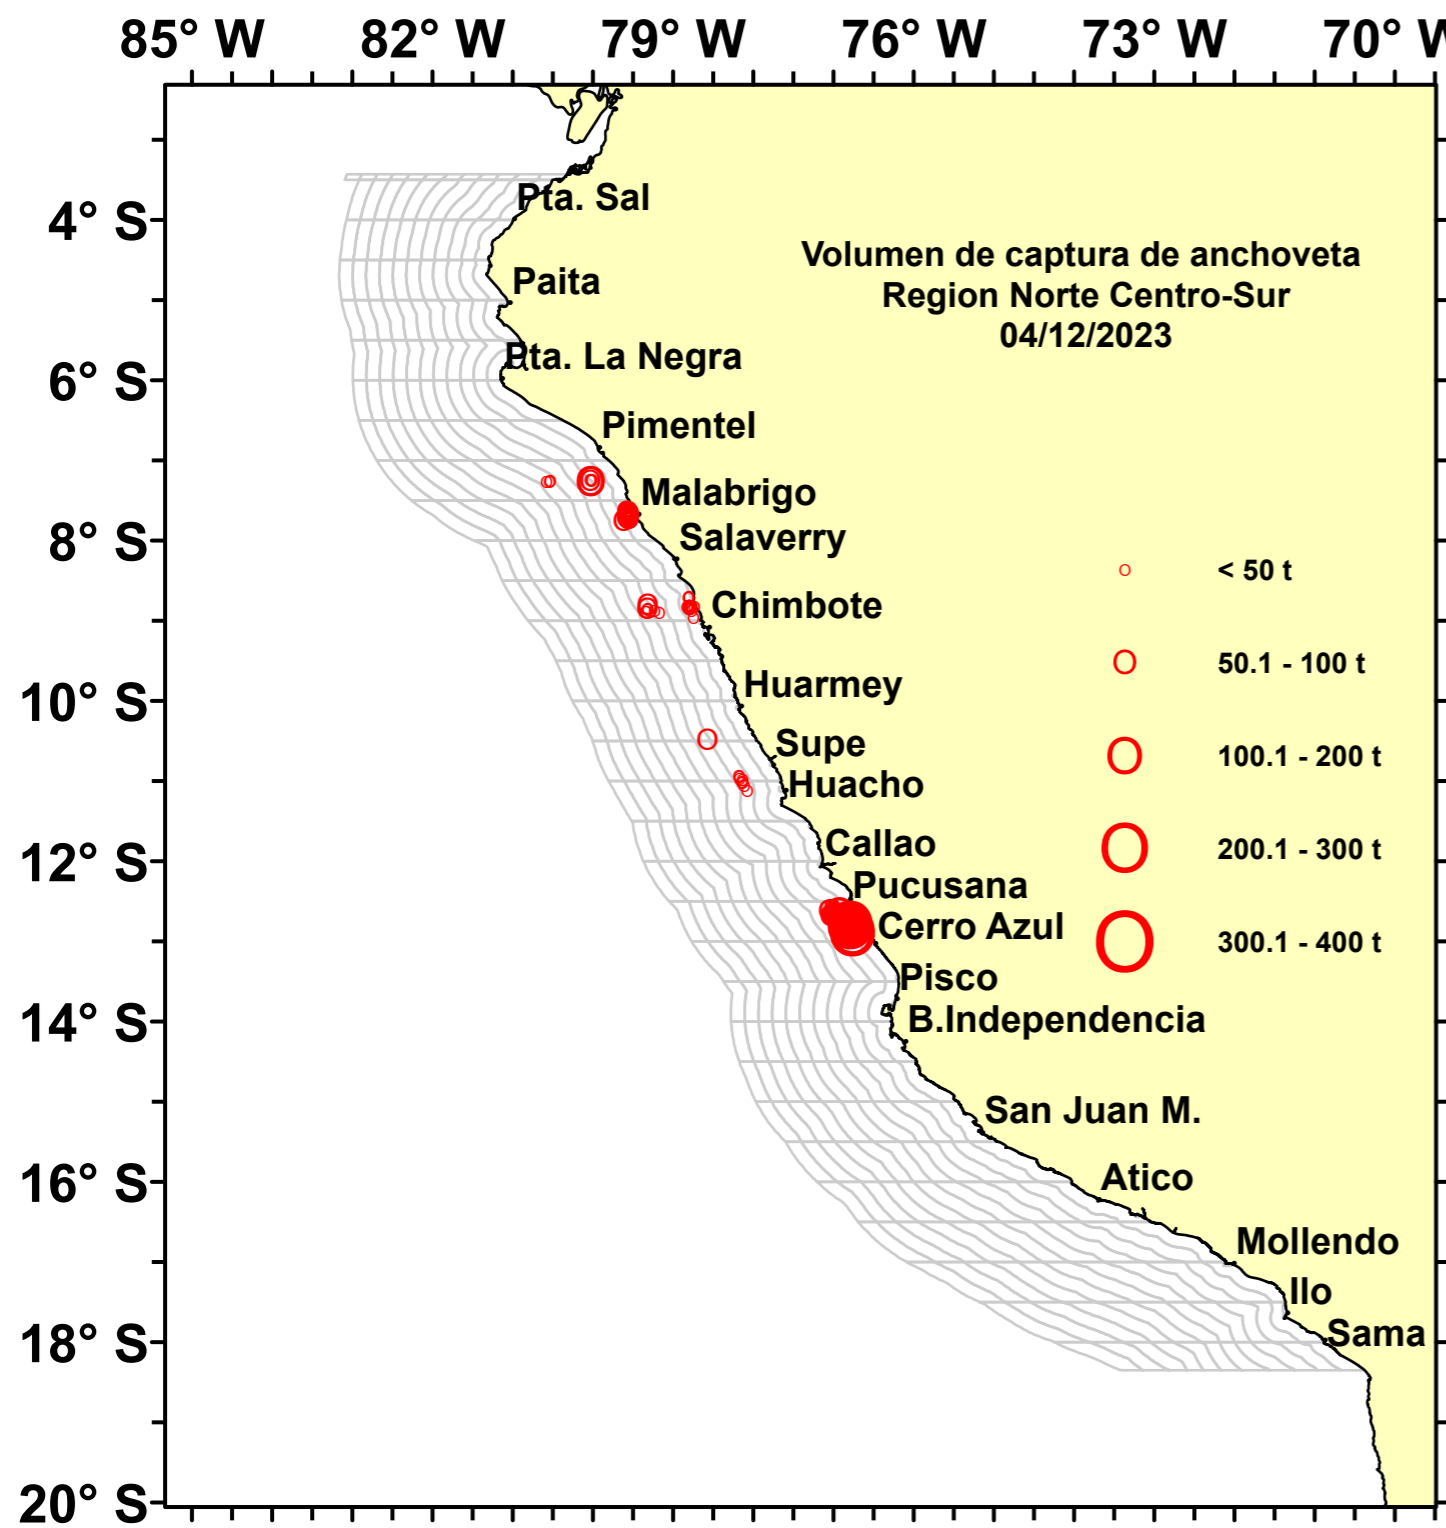 85° W 82° W 79° W 76° W 73° W 70° W
Pta. Sal
4° S
Volumen de captura de anchoveta
Region Norte Centro-Sur
04/12/2023
Paita
Pta. La Negra
6° S
Pimentel
Malabrigo
Salaverry
8° S
< 50 t
Chimbote
50.1 - 100 t
Huarmey
10° S
Supe
100.1 - 200 t
Huacho
Callao
200.1 - 300 t
12° S
Pucusana
Cerro Azul
300.1 - 400 t
Pisco
14° S
B.Independencia
San Juan M.
Atico
16° S
Mollendo
Ilo
Sama
18° S
20° S